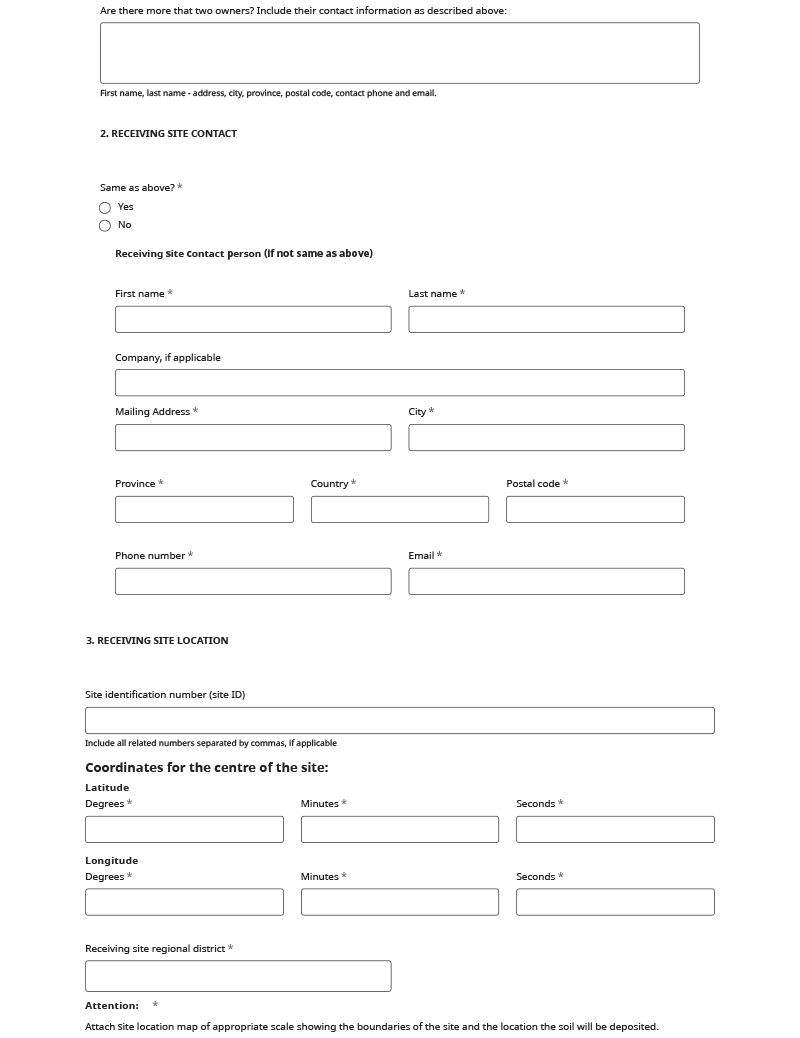 Are there more that two owners? Include their contact information as described above:
First name, last name - address, city, province, postal code, contact phone and email.
2. RECEIVING SITE CONTACT
Same as above? *
Yes
No
Receiving site contact person (if not same as above)
First name * Last name *
Company, if applicable
Mailing Address * City *
Province * Country * Postal code *
Phone number * Email *
3. RECEIVING SITE LOCATION
Site identification number (site ID)
Include all related numbers separated by commas, if applicable
Coordinates for the centre of the site:
Latitude
Degrees * Minutes * Seconds *
Longitude
Degrees * Minutes * Seconds *
Receiving site regional district *
Attention: *
Attach site location map of appropriate scale showing the boundaries of the site and the location the soil will be deposited.